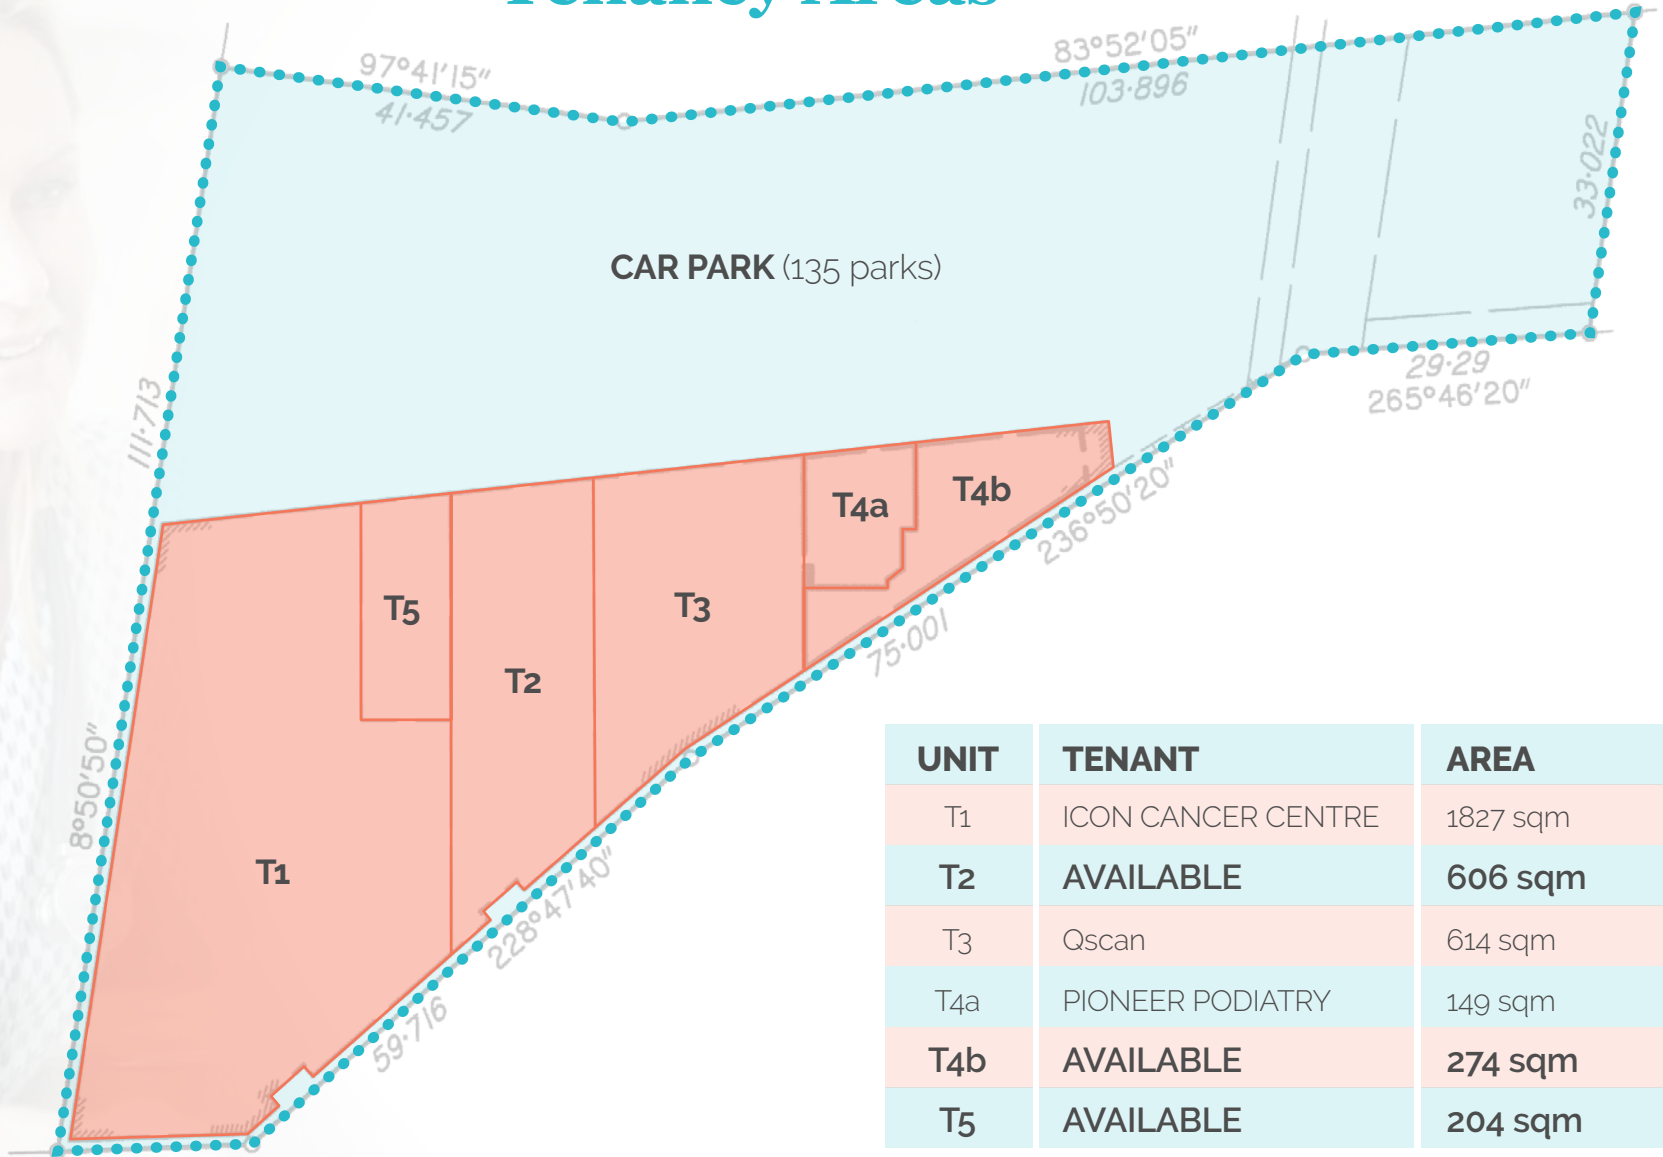 Tenancy Areas
97°41'15"
41·457
83°52'05"
103·896
33·022
CAR PARK (135 parks)
29·29
265°46'20"
111·713
T4a
T4b
T5
T3
T2
236°50'20"
75·001
8°50'50"
T1
228°47'40"
59·716
UNIT TENANT AREA
T1 ICON CANCER CENTRE 1827 sqm
T2 AVAILABLE 606 sqm
T3 Qscan 614 sqm
T4a PIONEER PODIATRY 149 sqm
T4b AVAILABLE 274 sqm
T5 AVAILABLE 204 sqm